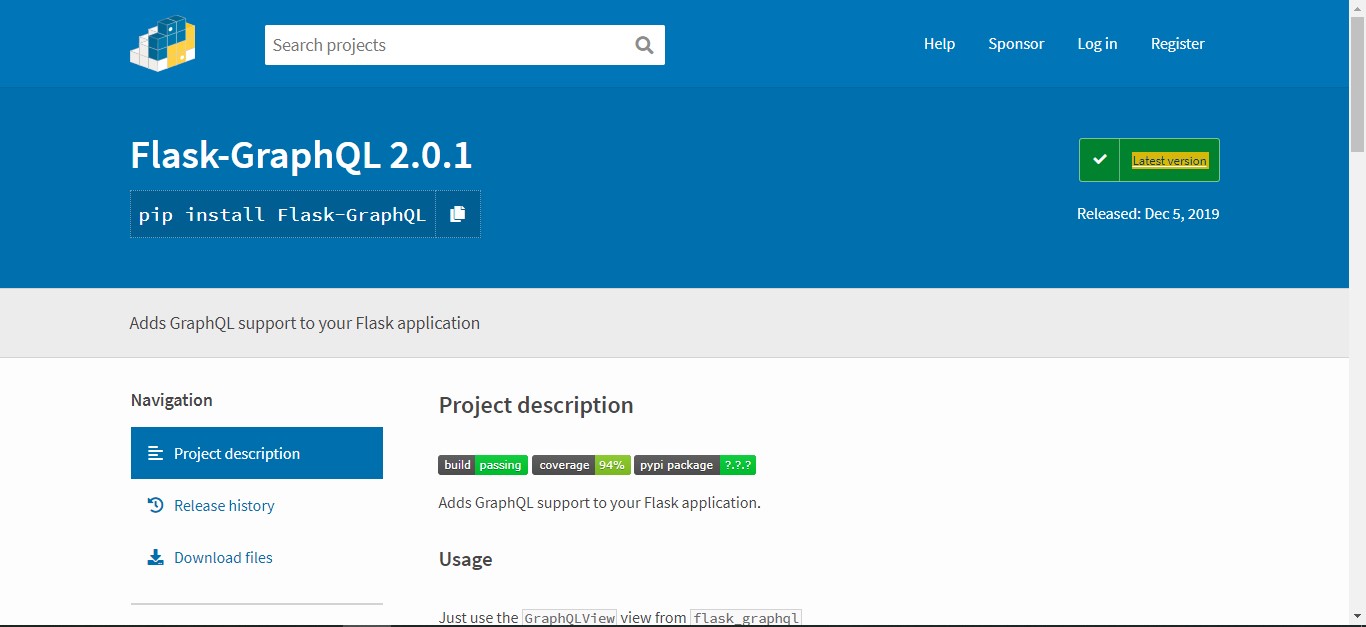 Search projects
Help Sponsor Log in Register
Flask-GraphQL 2.0.1
Latest version
pip install Flask-GraphQL
Released: Dec 5, 2019
Adds GraphQL support to your Flask application
Navigation
Project description
Release history
Download files
Project description
build passing coverage 94% pypi package ?.?.?
Adds GraphQL support to your Flask application.
Usage
Just use the GraphQLView view from flask_graphql